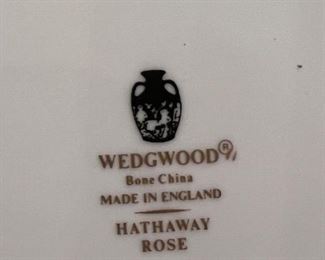 WEDGWOOD®
Bone China
MADE IN ENGLAND
HATHAWAY
ROSE